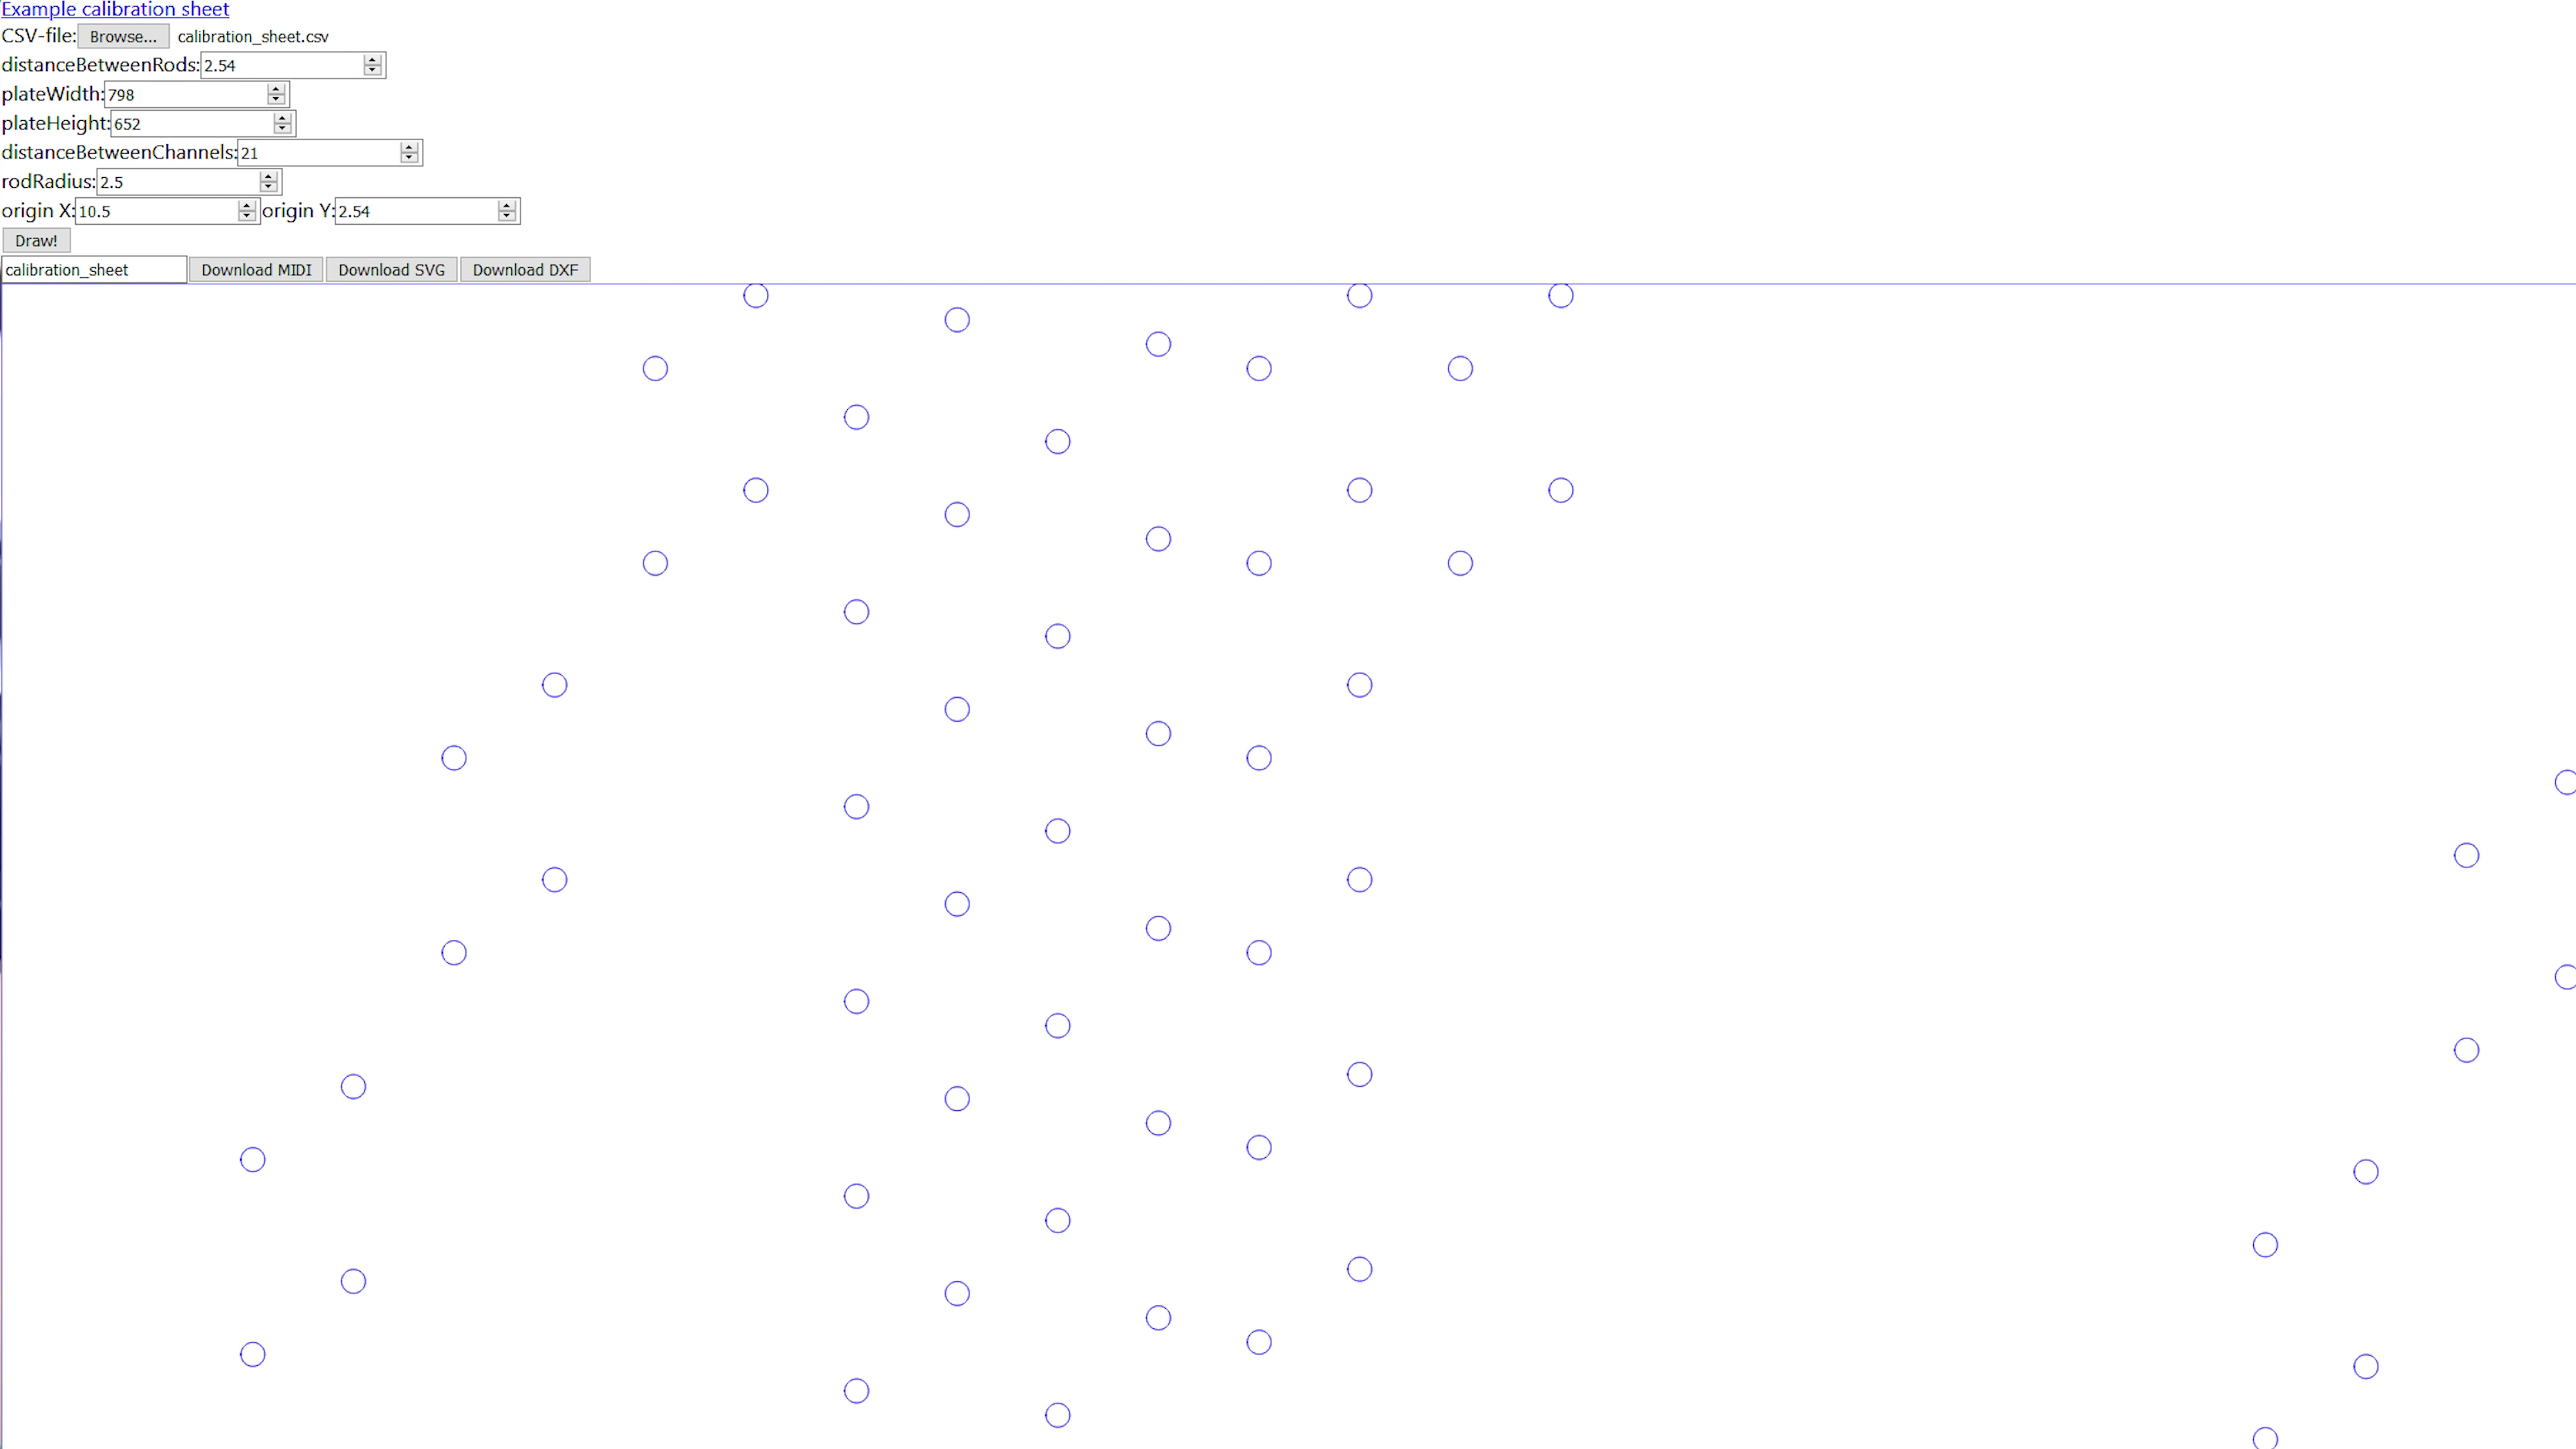 Example calibration sheet
CSV-file: Browse... calibration_sheet.csv
distanceBetweenRods: 2.54
plateWidth: 798
plateHeight: 652
distanceBetweenChannels: 21
rodRadius: 2.5
origin X: 10.5 origin Y: 2.54
Draw!
calibration_sheet Download MIDI Download SVG Download DXF